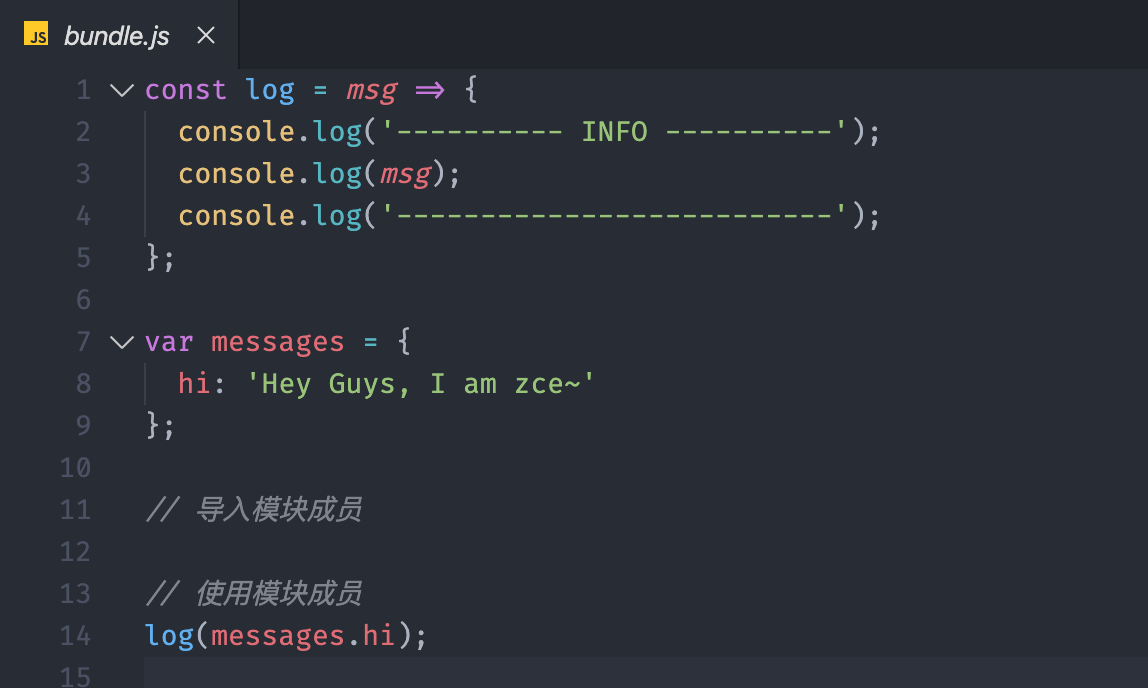 JS bundle.js
1 const log = msg => {
2 console.log('---------- INFO ----------');
3 console.log(msg);
4 console.log('--------------------------');
5 };
6
7 var messages = {
8 hi: 'Hey Guys, I am zce~'
9 };
10
11 // 导入模块成员
12
13 // 使用模块成员
14 log(messages.hi);
15